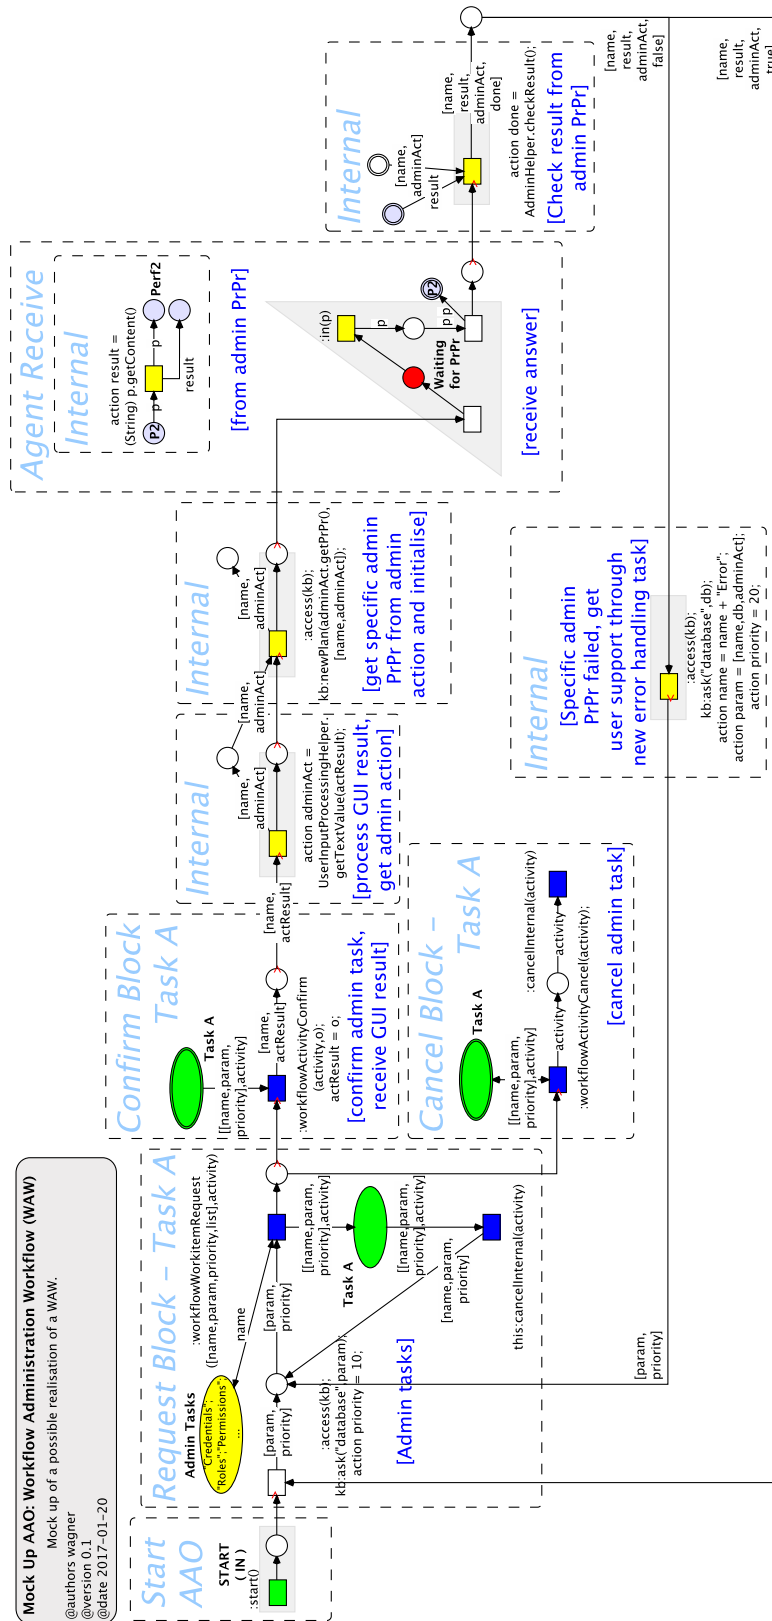 Mock Up AAO: Workflow Administration Workflow (WAW)
Mock up of a possible realisation of a WAW.
@authors wagner
@version 0.1
@date 2017-01-20
Start
AAO
START
( IN )
:start()
Request Block - Task A
Admin Tasks
"Credentials";
"Roles";"Permissions";
...
:workflowWorkitemRequest
([name,param,priority,list],activity)
name
[param,
priority]
[param,
priority]
:access(kb);
kb:ask("database",param);
action priority = 10;
[Admin tasks]
[[name,param,
priority],activity]
Task A
[[name,param,
priority],activity]
[name,param,
priority]
this:cancelInternal(activity)
Confirm Block
Task A
Task A
[[name,param,
priority],activity]
[name,
actResult]
[name,
actResult]
:workflowActivityConfirm
(activity,o);
actResult = o;
[confirm admin task,
receive GUI result]
Cancel Block -
Task A
Task A
[[name,param,
priority],activity]
:cancelInternal(activity)
activity
activity
:workflowActivityCancel(activity);
[cancel admin task]
Internal
[name,
adminAct]
[name,
adminAct]
action adminAct =
UserInputProcessingHelper.
getTextValue(actResult);
[process GUI result,
get admin action]
Internal
[name,
adminAct]
:access(kb);
kb:newPlan(adminAct.getPrPr(),
[name,adminAct]);
[get specific admin
PrPr from admin
action and initialise]
Agent Receive
Internal
action result =
(String) p.getContent()
P2
p
p
Perf2
result
[from admin PrPr]
:in(p)
p
p
p
P2
Waiting
for PrPr
[receive answer]
Internal
[name,
adminAct]
result
[name,
result,
adminAct,
done]
action done =
AdminHelper.checkResult();
[Check result from
admin PrPr]
[name,
result,
adminAct,
false]
[name,
result,
adminAct,
true]
Internal
[Specific admin
PrPr failed, get
user support through
new error handling task]
:access(kb);
kb:ask("database",db);
action name = name + "Error";
action param = [name,db,adminAct];
action priority = 20;
[param,
priority]